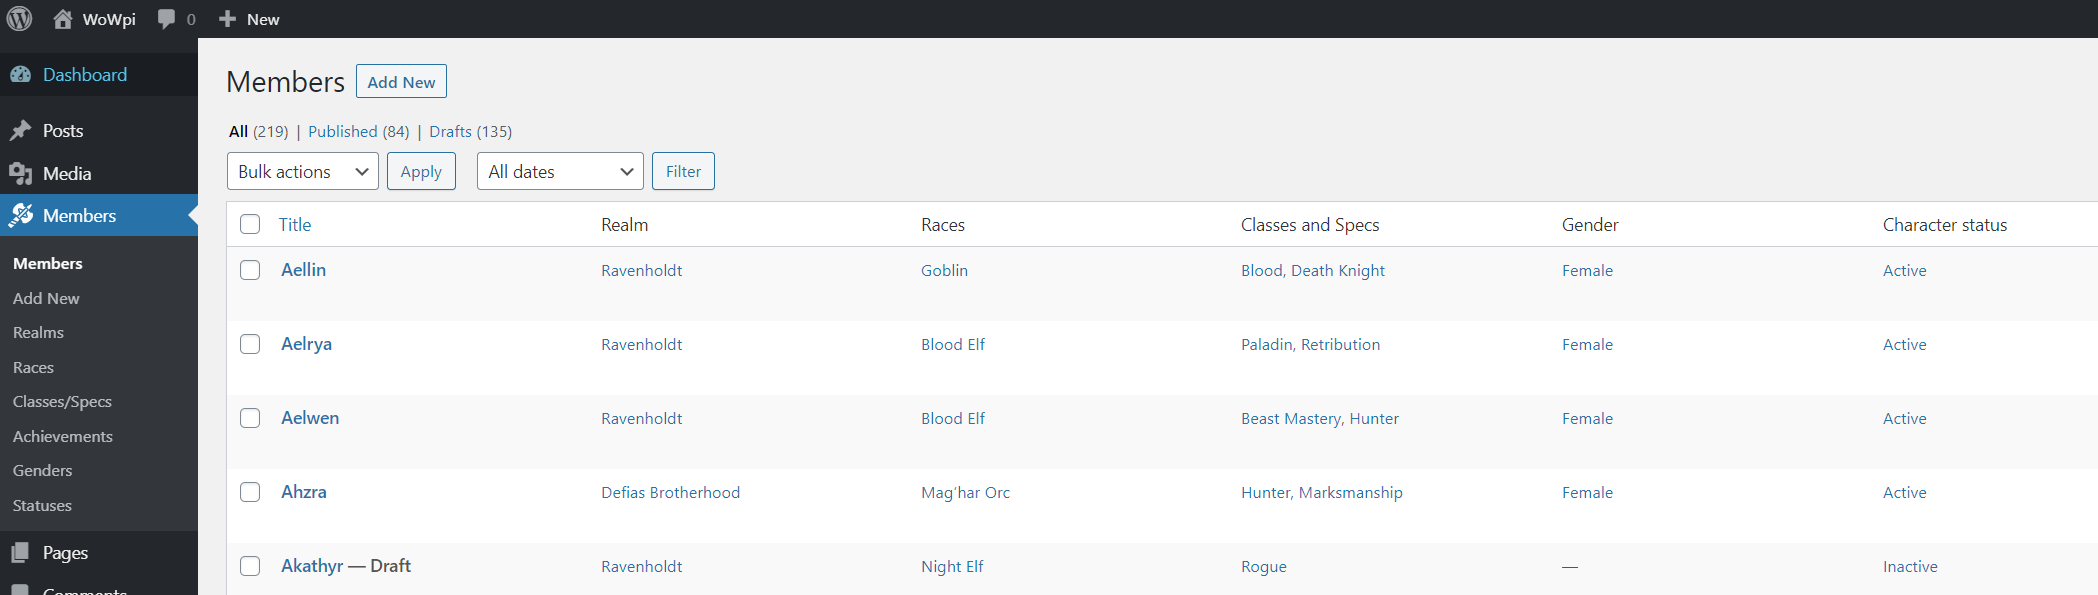 WoWpi 0 New
Dashboard
Posts
Media
Members
Members
Add New
Realms
Races
Classes/Specs
Achievements
Genders
Statuses
Pages
Comments
Members Add New
All (219) | Published (84) | Drafts (135)
Bulk actions Apply All dates Filter
Title Realm Races Classes and Specs Gender Character status
Aellin Ravenholdt Goblin Blood, Death Knight Female Active
Aelrya Ravenholdt Blood Elf Paladin, Retribution Female Active
Aelwen Ravenholdt Blood Elf Beast Mastery, Hunter Female Active
Ahzra Defias Brotherhood Mag’har Orc Hunter, Marksmanship Female Active
Akathyr — Draft Ravenholdt Night Elf Rogue — Inactive